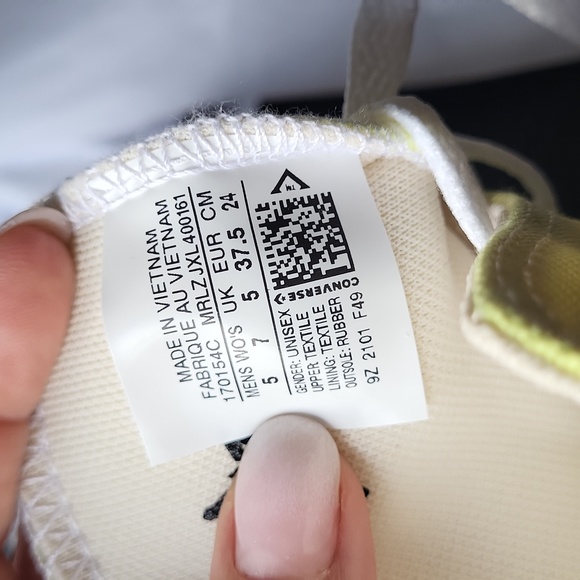 MADE IN VIETNAM
FABRIQUE AU VIETNAM
170154C MRLZJXL400161
MENS WO'S UK EUR CM
5 7 5 37.5 24
TM
CONVERSE
GENDER: UNISEX
UPPER: TEXTILE
LINING: TEXTILE
OUTSOLE: RUBBER
9Z 2101 F49